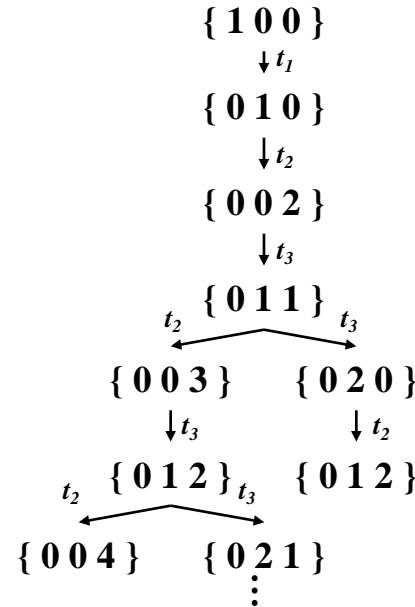 { 1 0 0 }
t1
{ 0 1 0 }
t2
{ 0 0 2 }
t3
{ 0 1 1 }
t2 t3
{ 0 0 3 } { 0 2 0 }
t3 t2
{ 0 1 2 } { 0 1 2 }
t2 t3
{ 0 0 4 } { 0 2 1 }
⋮